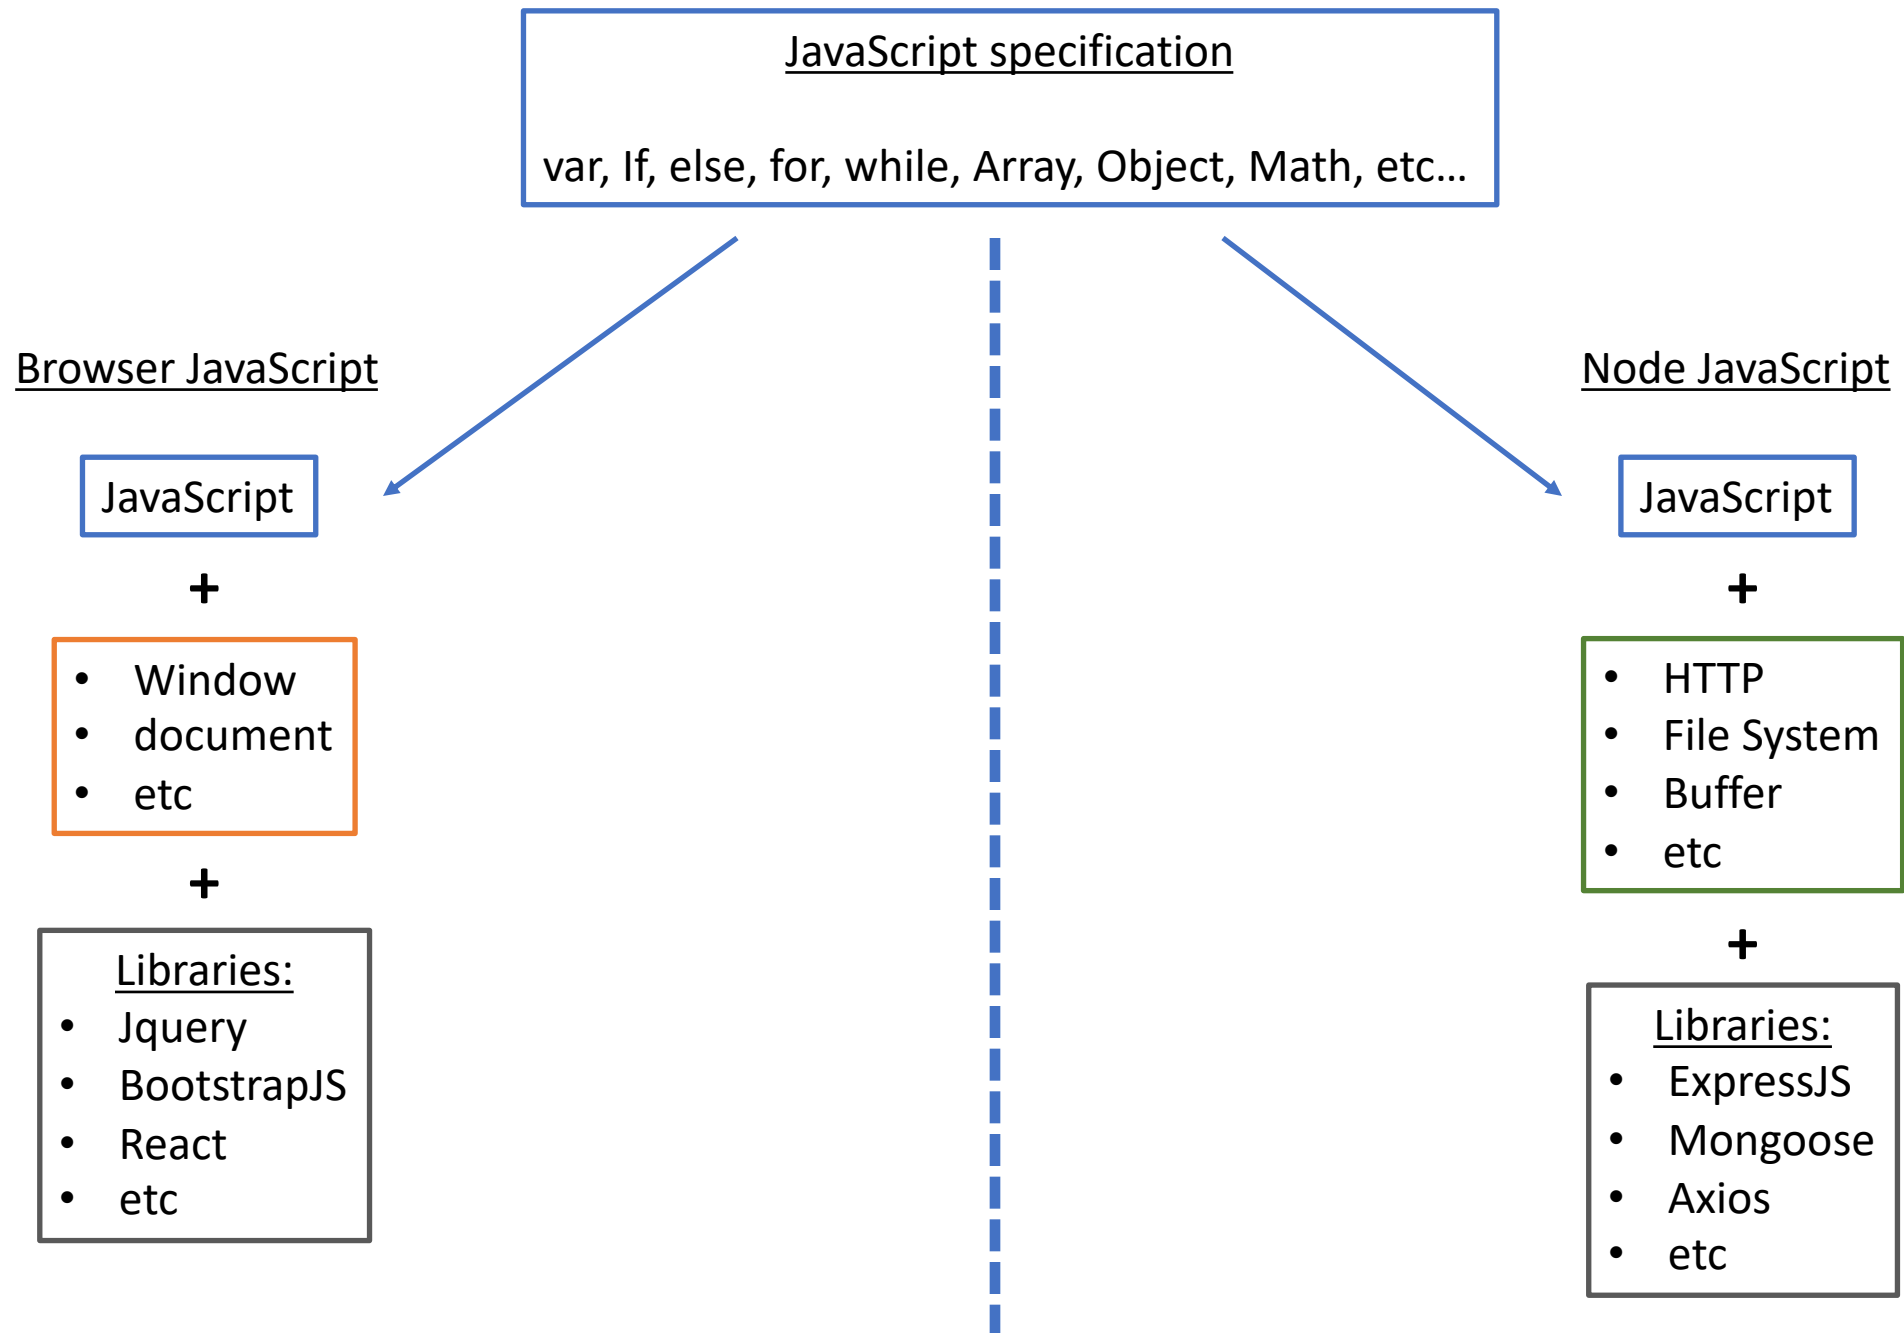 JavaScript specification
var, If, else, for, while, Array, Object, Math, etc…
Browser JavaScript
JavaScript
+
• Window
• document
• etc
+
Libraries:
• Jquery
• BootstrapJS
• React
• etc
Node JavaScript
JavaScript
+
• HTTP
• File System
• Buffer
• etc
+
Libraries:
• ExpressJS
• Mongoose
• Axios
• etc